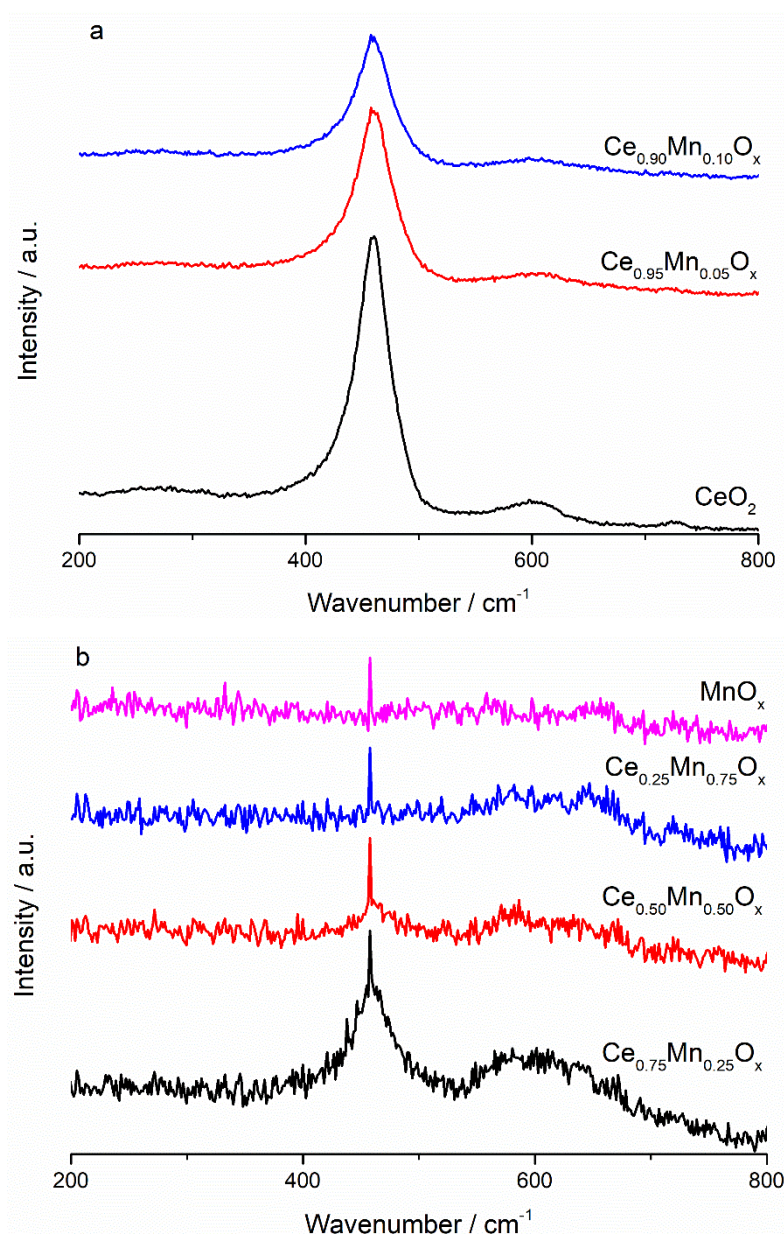 a
Ce₀.₉₀Mn₀.₁₀Oₓ
Ce₀.₉₅Mn₀.₀₅Oₓ
CeO₂
Intensity / a.u.
200 400 600 800
Wavenumber / cm⁻¹
b
MnOₓ
Ce₀.₂₅Mn₀.₇₅Oₓ
Ce₀.₅₀Mn₀.₅₀Oₓ
Ce₀.₇₅Mn₀.₂₅Oₓ
Intensity / a.u.
200 400 600 800
Wavenumber / cm⁻¹